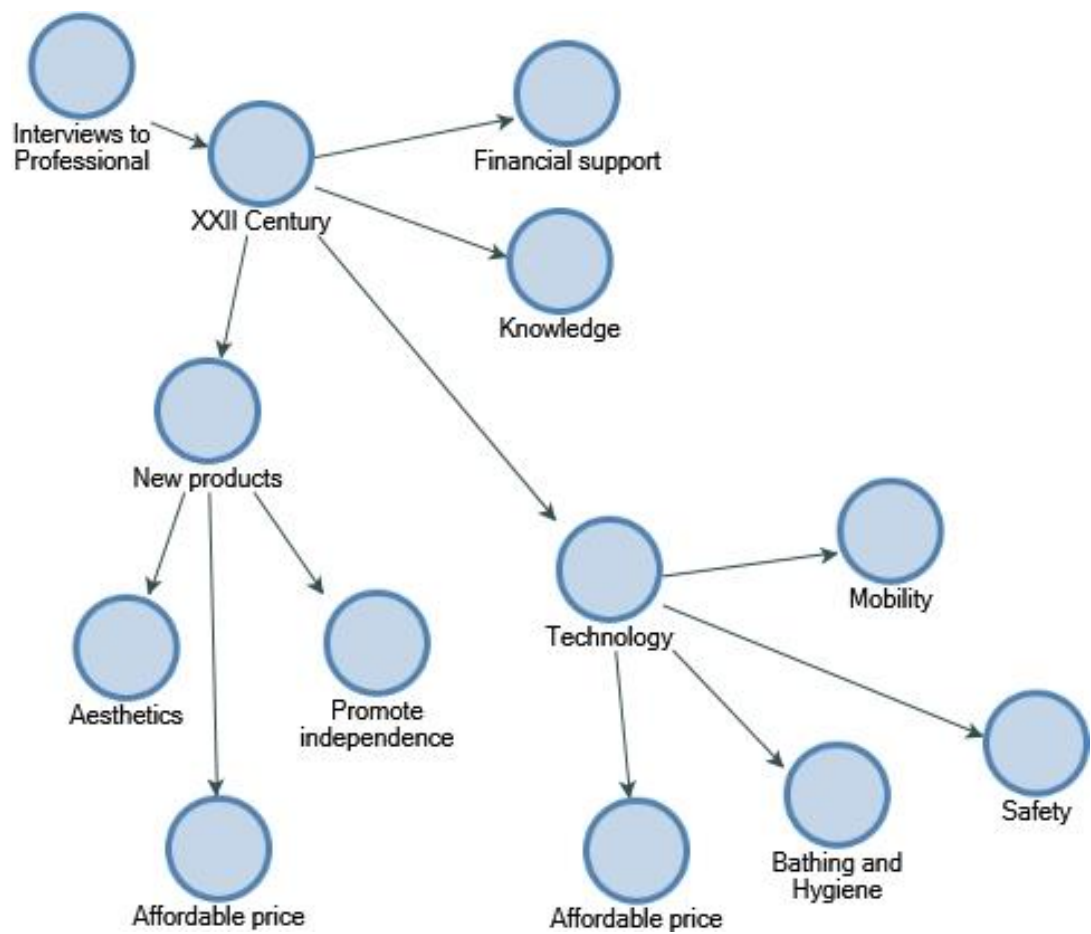 Interviews to
Professional
XXII Century
Financial support
Knowledge
New products
Technology
Mobility
Aesthetics
Promote
independence
Safety
Affordable price
Affordable price
Bathing and
Hygiene